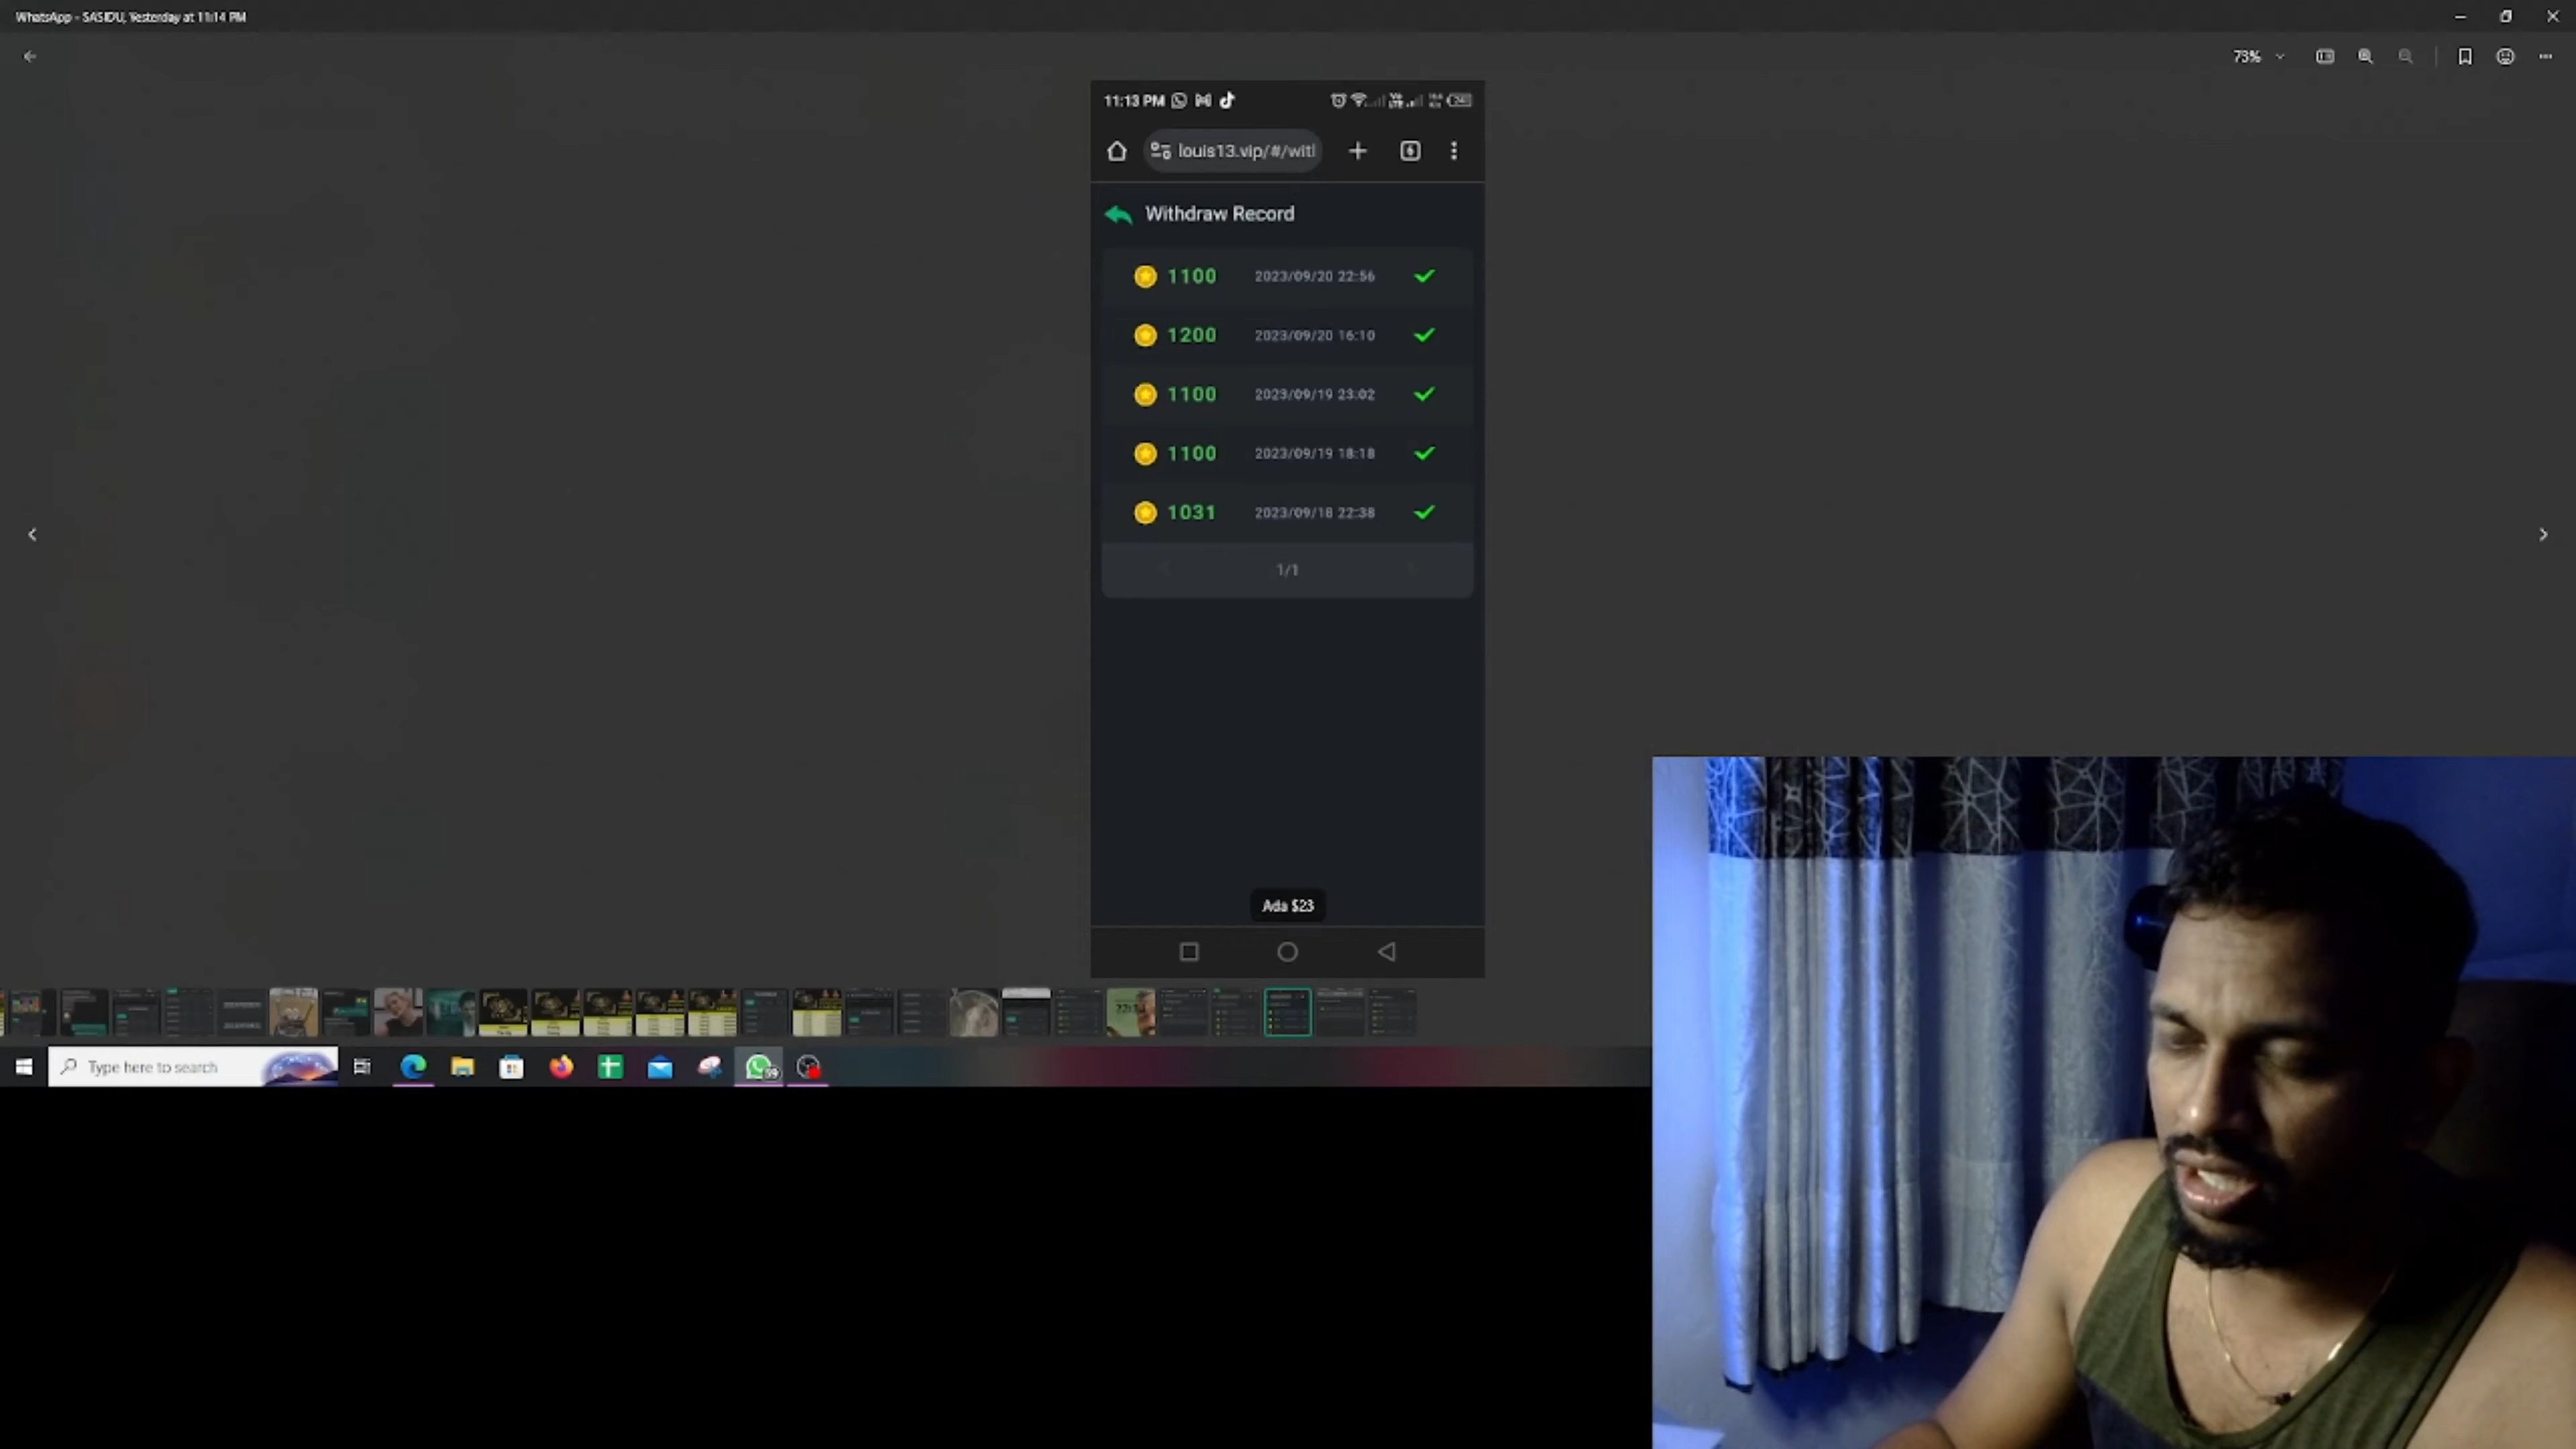 WhatsApp - SASIDU, Yesterday at 11:14 PM
73%
11:13 PM
louis13.vip/#/witl
Withdraw Record
1100 2023/09/20 22:56
1200 2023/09/20 16:10
1100 2023/09/19 23:02
1100 2023/09/19 18:18
1031 2023/09/18 22:38
1/1
Ada $23
Type here to search
59